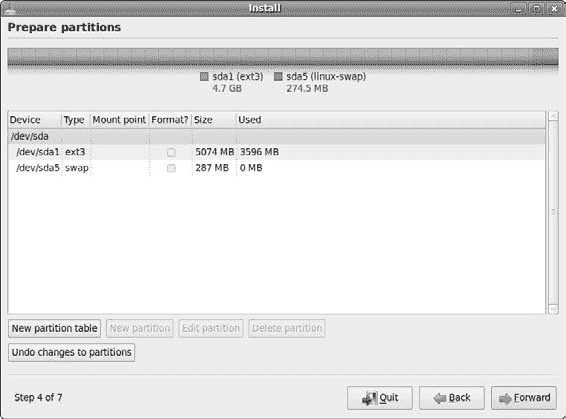 Install
Prepare partitions
sda1 (ext3) sda5 (linux-swap)
4.7 GB 274.5 MB
Device Type Mount point Format? Size Used
/dev/sda
/dev/sda1 ext3 5074 MB 3596 MB
/dev/sda5 swap 287 MB 0 MB
New partition table New partition Edit partition Delete partition
Undo changes to partitions
Step 4 of 7 Quit Back Forward